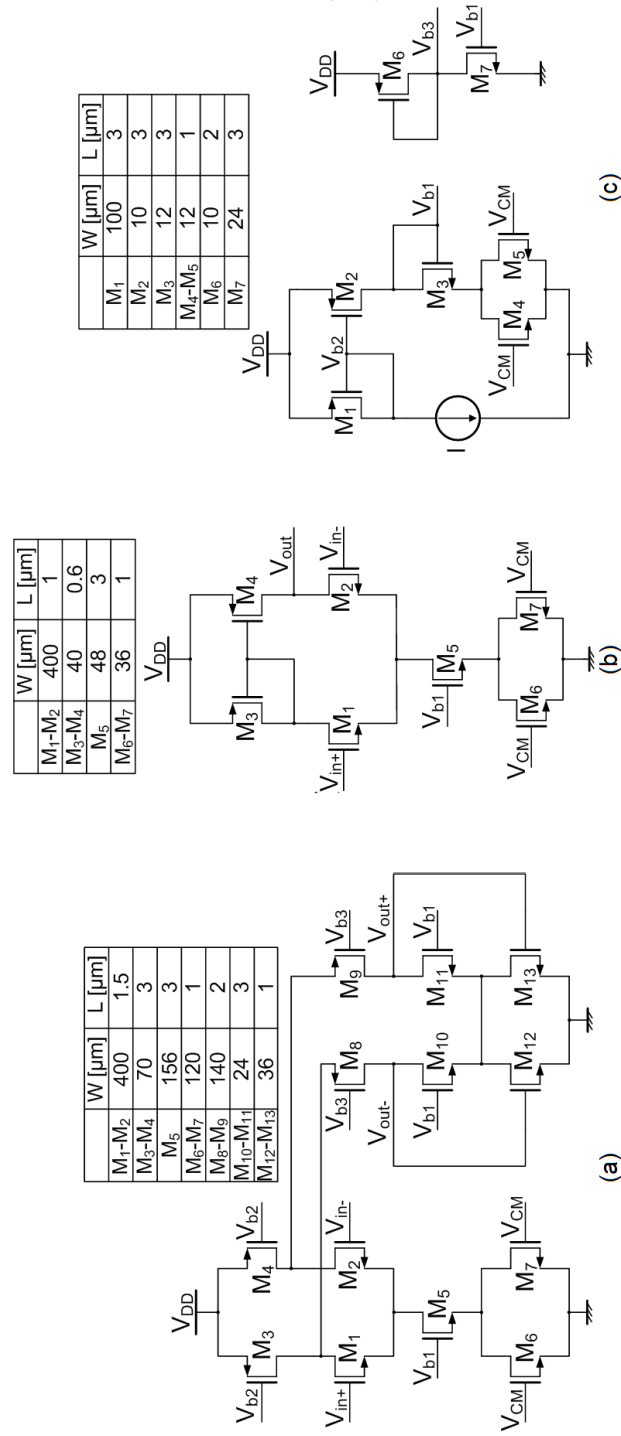 W [µm] L [µm]
M1-M2 400 1.5
M3-M4 70 3
M5 156 3
M6-M7 120 1
M8-M9 140 2
M10-M11 24 3
M12-M13 36 1
VDD
Vb2 M3 M4 Vb2
Vin+ M1 M2 Vin-
Vb1 M5
VCM M6 M7 VCM
Vb3 M8 M9 Vb3
Vout- Vout+
Vb1 M10 M11 Vb1
M12 M13
(a)
W [µm] L [µm]
M1-M2 400 1
M3-M4 40 0.6
M5 48 3
M6-M7 36 1
VDD
M3 M4
Vout
Vin+ M1 M2 Vin-
Vb1 M5
VCM M6 M7 VCM
(b)
W [µm] L [µm]
M1 100 3
M2 10 3
M3 12 3
M4-M5 12 1
M6 10 2
M7 24 3
VDD
M1 Vb2 M2
Vb1
I M3
VCM M4 M5 VCM
VDD
M6
Vb3
M7 Vb1
(c)